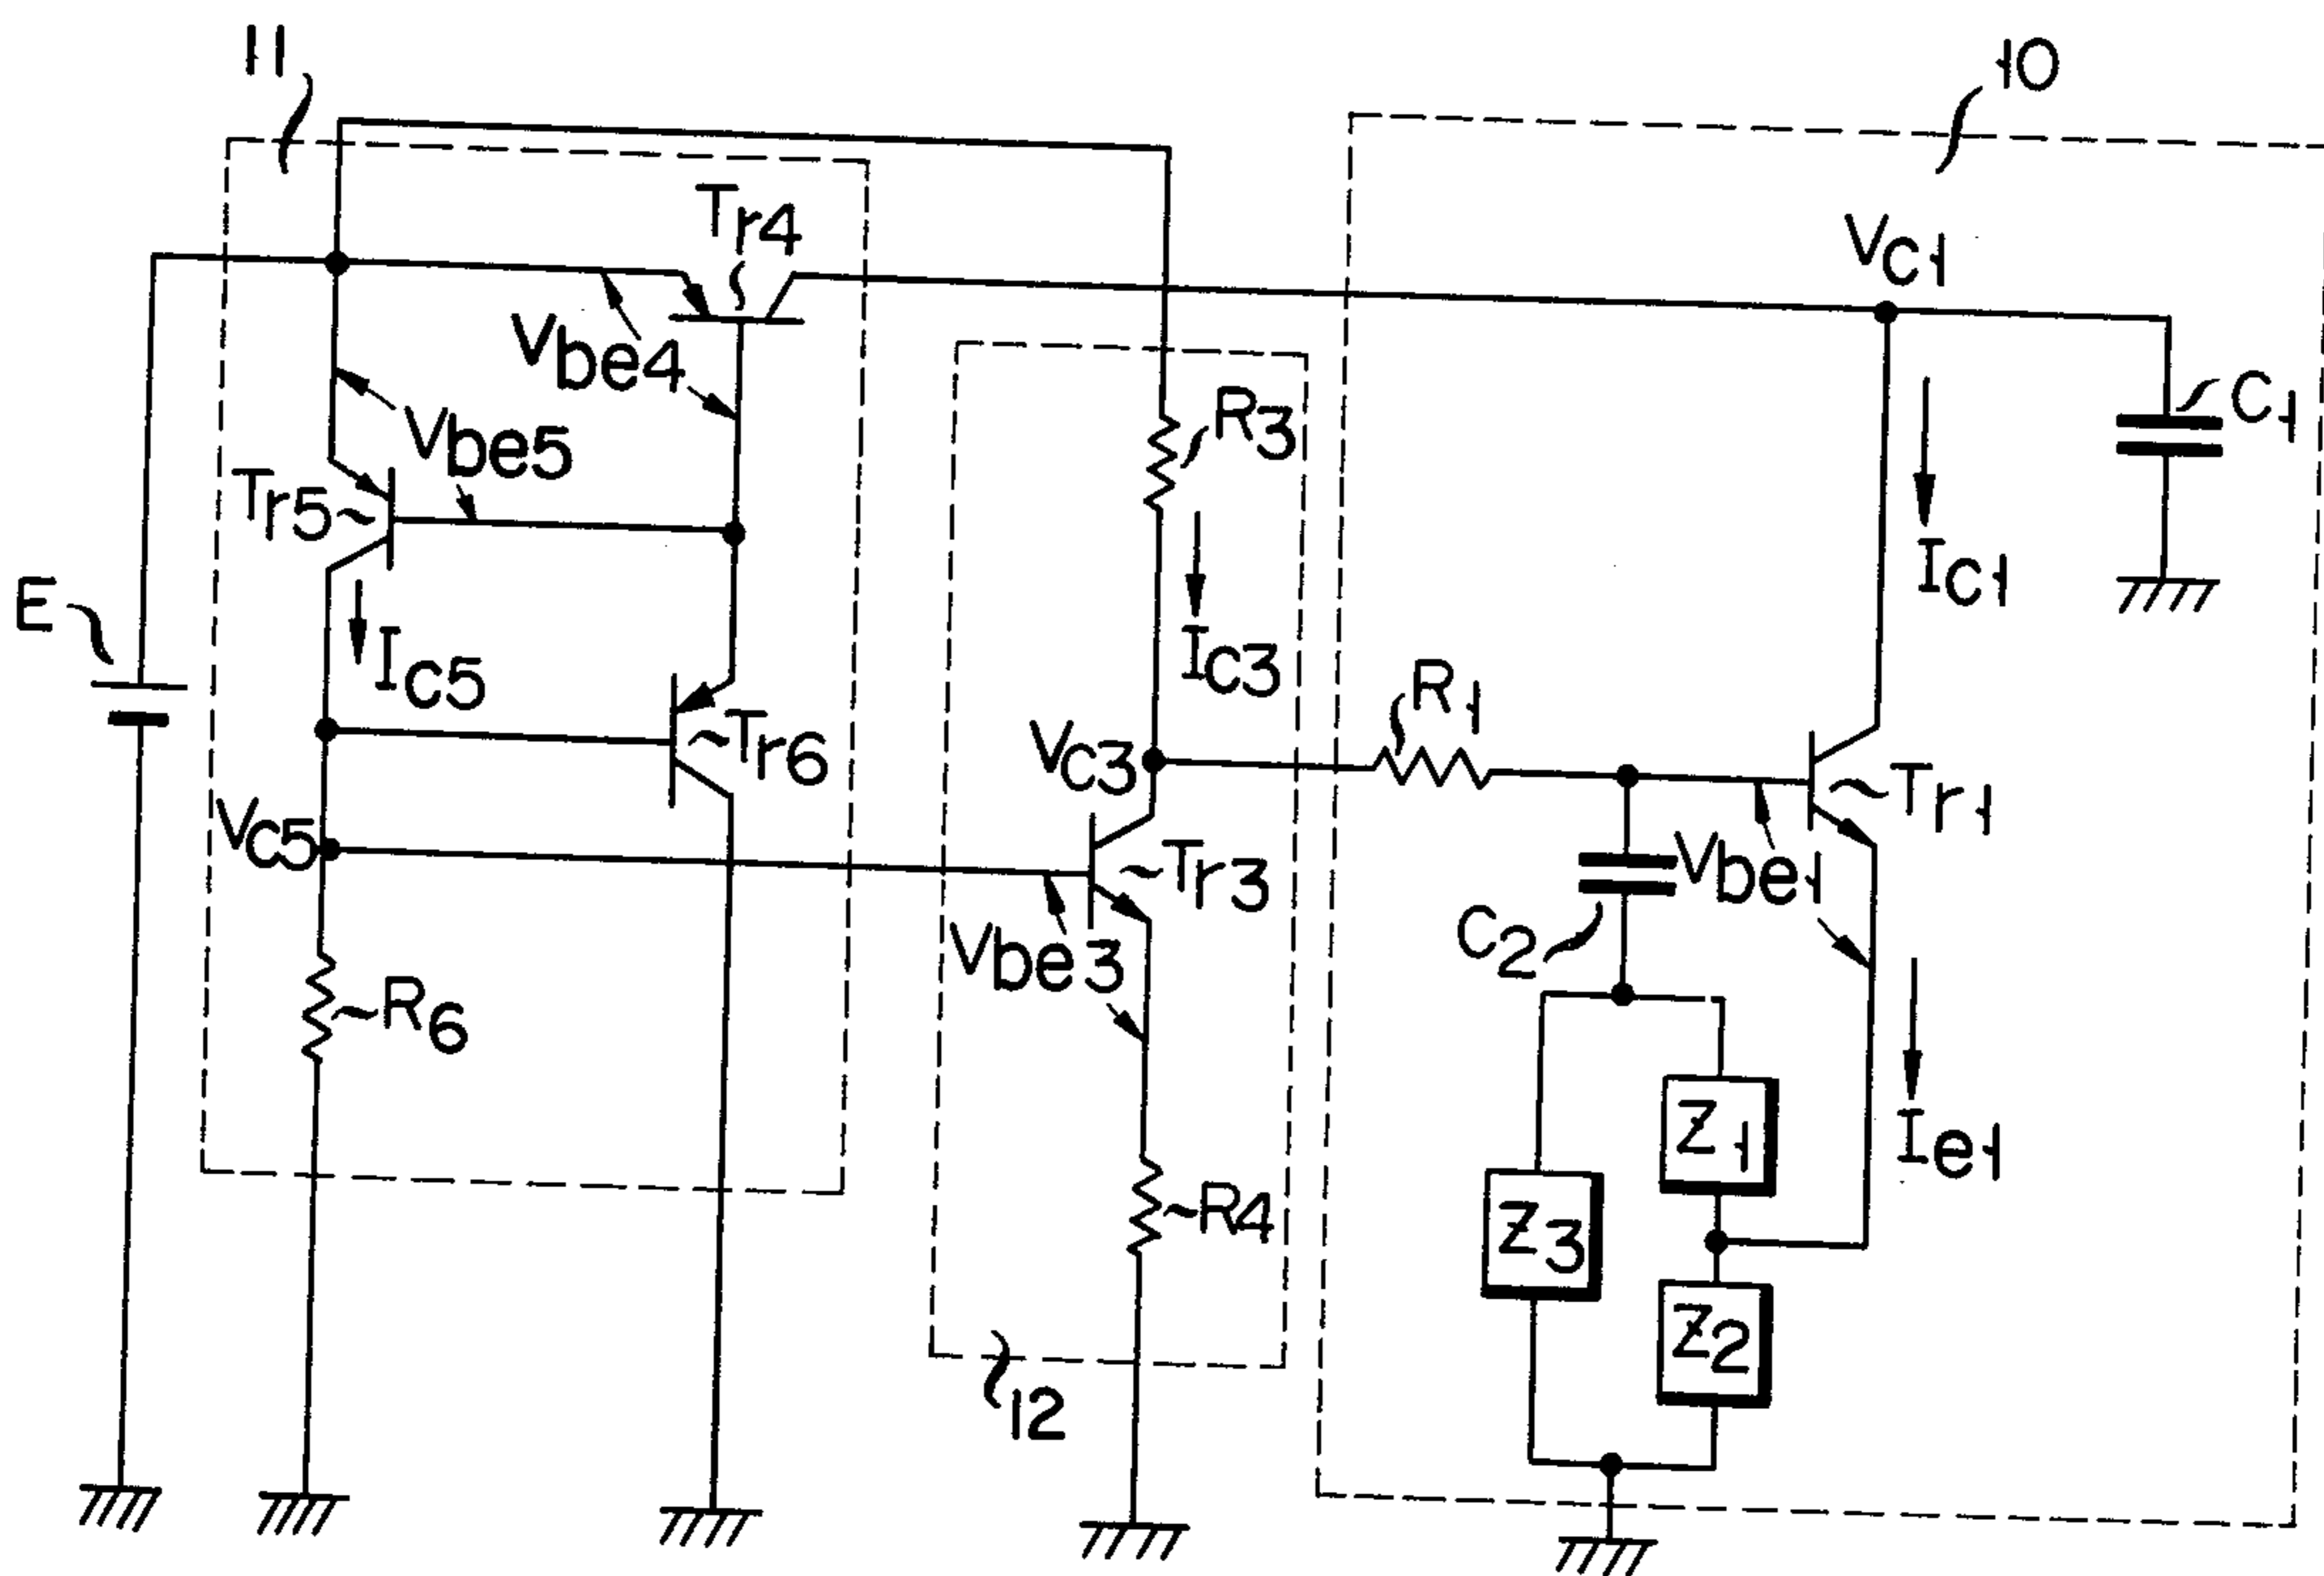 11
10
Tr4
Vc1
Vbe4
C1
R3
Vbe5
Tr5
Ic1
E
Ic5
Ic3
R1
Tr6
Vc3
Tr1
Vc5
Tr3
Vbe1
Vbe3
C2
R6
Z1
Ie1
R4
Z3
Z2
12